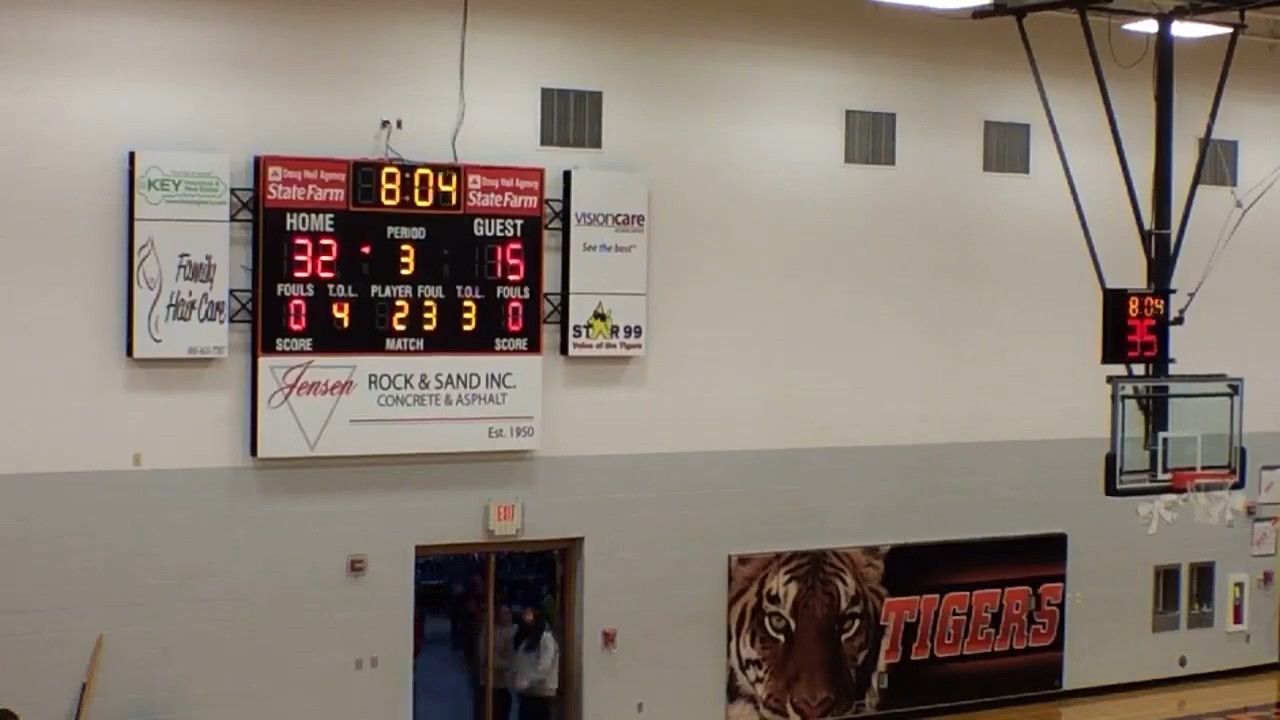 KEY
Family
Hair Care
Doug Neil Agency
State Farm
8:04
Doug Neil Agency
State Farm
HOME
PERIOD
GUEST
32
3
15
FOULS T.O.L. PLAYER FOUL T.O.L. FOULS
0 4 23 3 0
SCORE MATCH SCORE
Jensen
ROCK & SAND INC.
CONCRETE & ASPHALT
Est. 1950
VISIONcare
See the best
STAR 99
Voice of the Tigers
8:04
35
EXIT
TIGERS